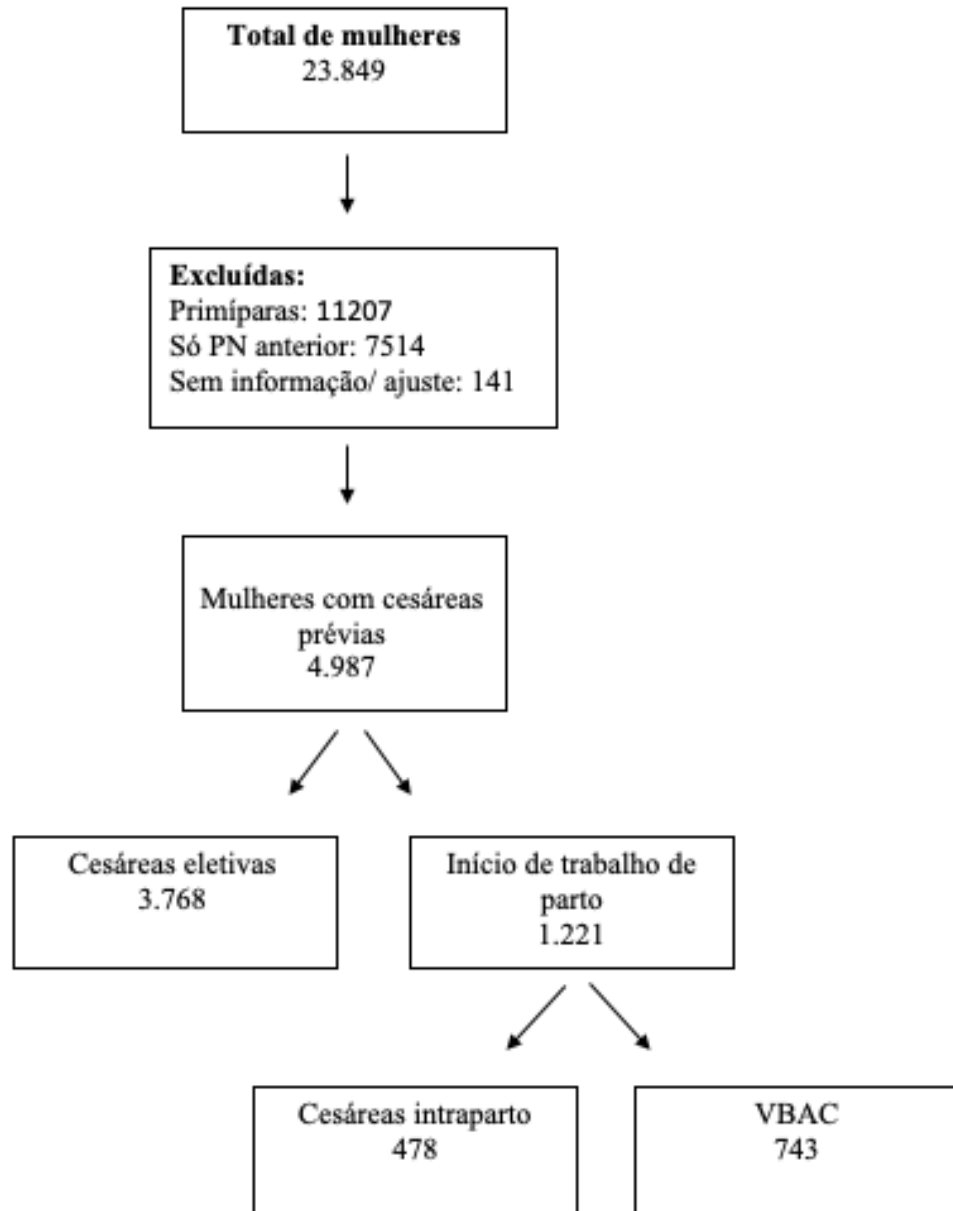 Total de mulheres
23.849
Excluídas:
Primíparas: 11207
Só PN anterior: 7514
Sem informação/ ajuste: 141
Mulheres com cesáreas
prévias
4.987
Cesáreas eletivas
3.768
Início de trabalho de
parto
1.221
Cesáreas intraparto
478
VBAC
743